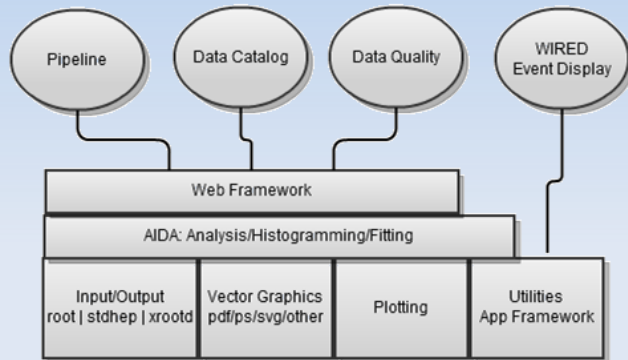 Pipeline
Data Catalog
Data Quality
WIRED
Event Display
Web Framework
AIDA: Analysis/Histogramming/Fitting
Input/Output
root | stdhep | xrootd
Vector Graphics
pdf/ps/svg/other
Plotting
Utilities
App Framework